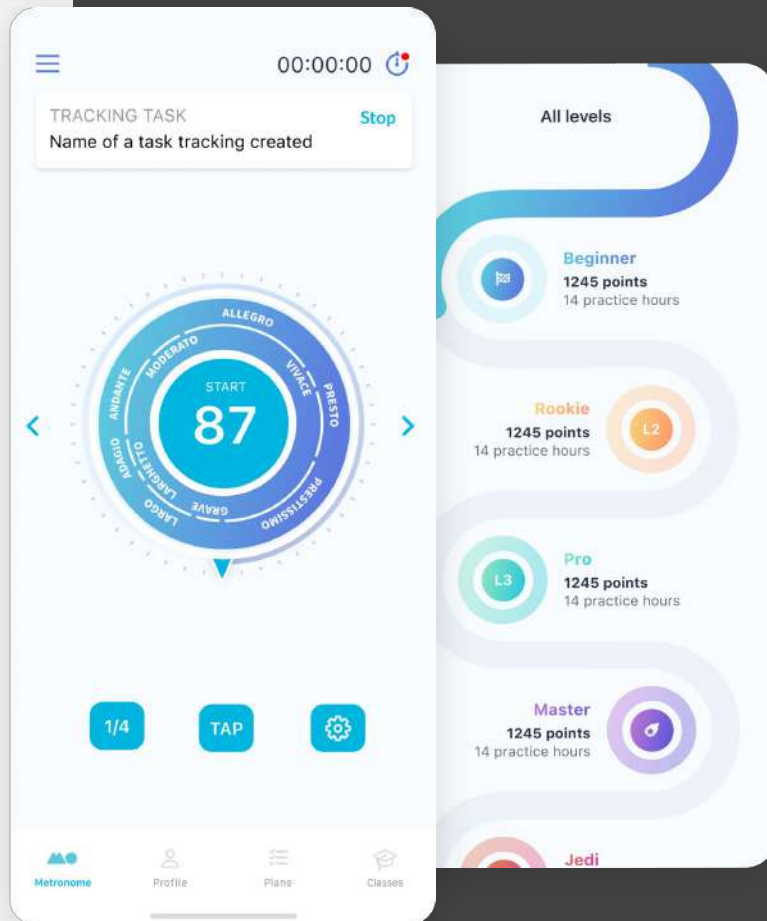 00:00:00
TRACKING TASK
Stop
Name of a task tracking created
ALLEGRO
MODERATO
VIVACE
ANDANTE
PRESTO
START
87
ADAGIO
LARGHETTO
LARGO
GRAVE
PRESTISSIMO
1/4
TAP
Metronome
Profile
Plans
Classes
All levels
Beginner
1245 points
14 practice hours
Rookie
1245 points
14 practice hours
L2
Pro
1245 points
14 practice hours
L3
Master
1245 points
14 practice hours
Jedi